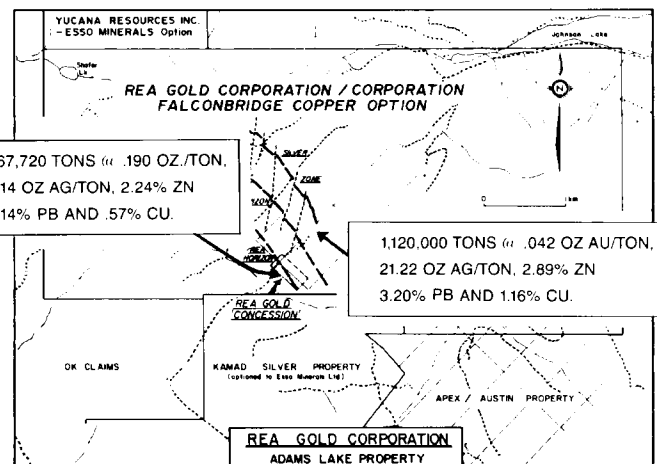 YUCANA RESOURCES INC.
-ESSO MINERALS Option
Johnson Lake
Shafer
Lk
REA GOLD CORPORATION / CORPORATION
FALCONBRIDGE COPPER OPTION
N
67,720 TONS @ .190 OZ./TON,
14 OZ AG/TON, 2.24% ZN
14% PB AND .57% CU.
SILVER
ZONE
0 1km
REA
HORIZON
1,120,000 TONS @ .042 OZ AU/TON,
21.22 OZ AG/TON, 2.89% ZN
3.20% PB AND 1.16% CU.
REA GOLD
CONCESSION
OK CLAIMS
KAMAD SILVER PROPERTY
(optioned to Esso Minerals Ltd)
APEX / AUSTIN PROPERTY
REA GOLD CORPORATION
ADAMS LAKE PROPERTY